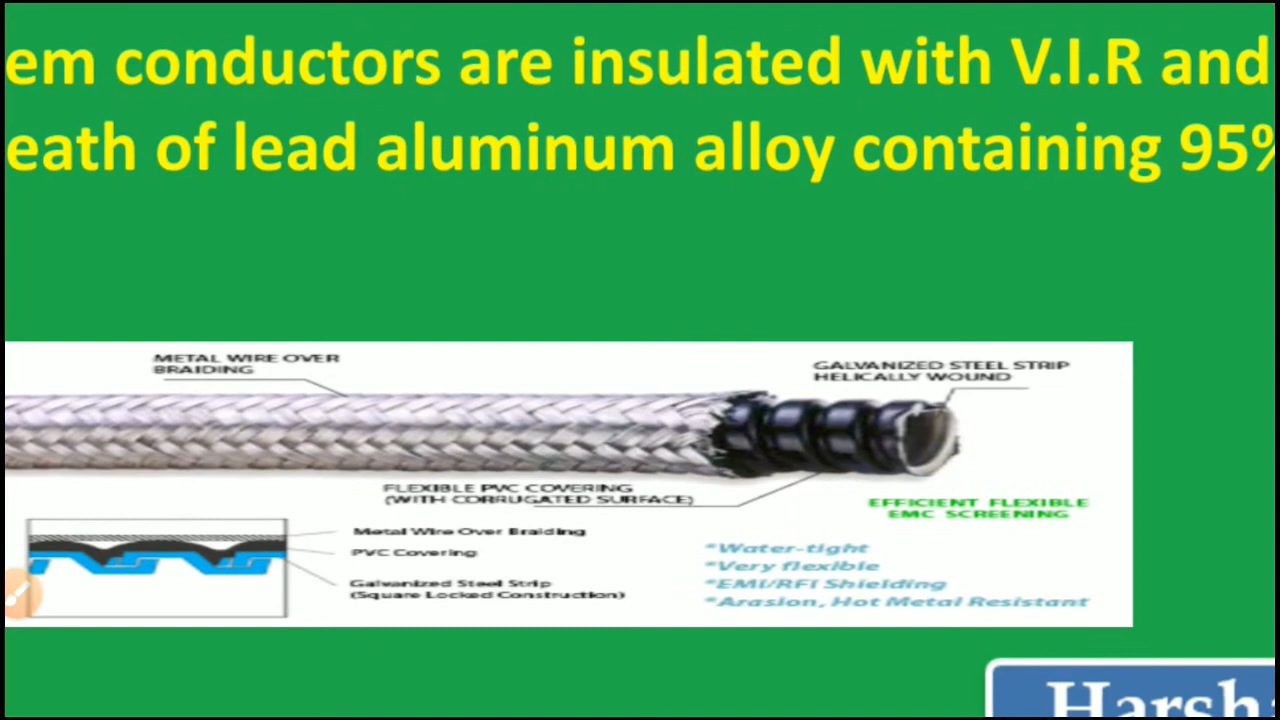 em conductors are insulated with V.I.R and
eath of lead aluminum alloy containing 95%
METAL WIRE OVER
BRAIDING
GALVANIZED STEEL STRIP
HELICALLY WOUND
FLEXIBLE PVC COVERING
(WITH CORRUGATED SURFACE)
EFFICIENT FLEXIBLE
EMC SCREENING
Metal Wire Over Braiding
PVC Covering
Galvanized Steel Strip
(Square Locked Construction)
*Water-tight
*Very flexible
*EMI/RFI Shielding
*Arasion, Hot Metal Resistant
Harsha